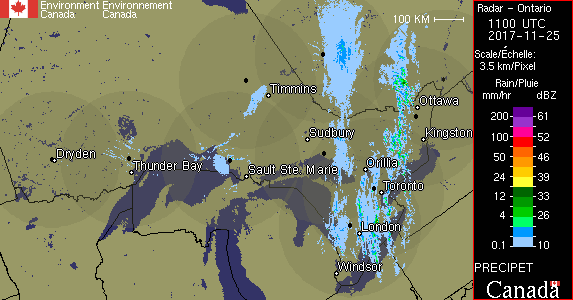 Environment Environnement
Canada Canada
100 KM
Timmins
Ottawa
Sudbury
Kingston
Dryden
Thunder Bay
Sault Ste. Marie
Orillia
Toronto
London
Windsor
Radar - Ontario
1100 UTC
2017-11-25
Scale/Échelle:
3.5 km/Pixel
Rain/Pluie
mm/hr dBZ
200 61
100 52
50 46
24 39
12 33
4 26
0.1 10
PRECIPET
Canada